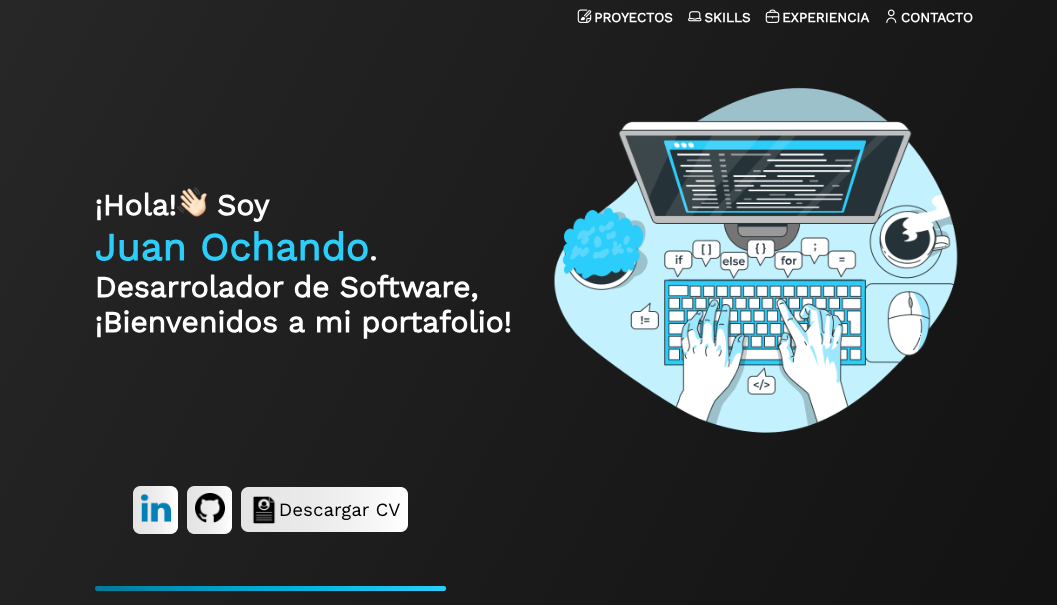 PROYECTOS SKILLS EXPERIENCIA CONTACTO
¡Hola!👋🏻 Soy
Juan Ochando.
Desarrolador de Software,
¡Bienvenidos a mi portafolio!
[ ] { } ;
if else for =
!=
</>
in Descargar CV